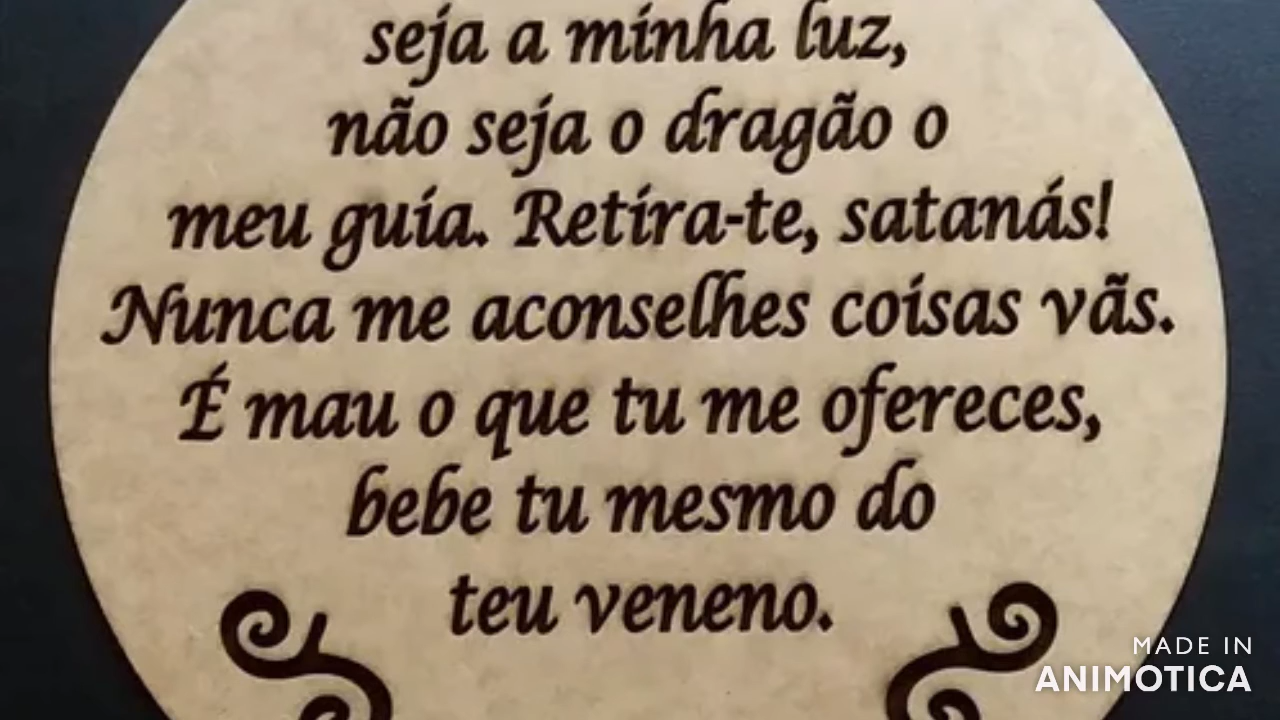 seja a minha luz,
não seja o dragão o
meu guia. Retira-te, satanás!
Nunca me aconselhes coisas vãs.
É mau o que tu me ofereces,
bebe tu mesmo do
teu veneno.
MADE IN
ANIMOTICA